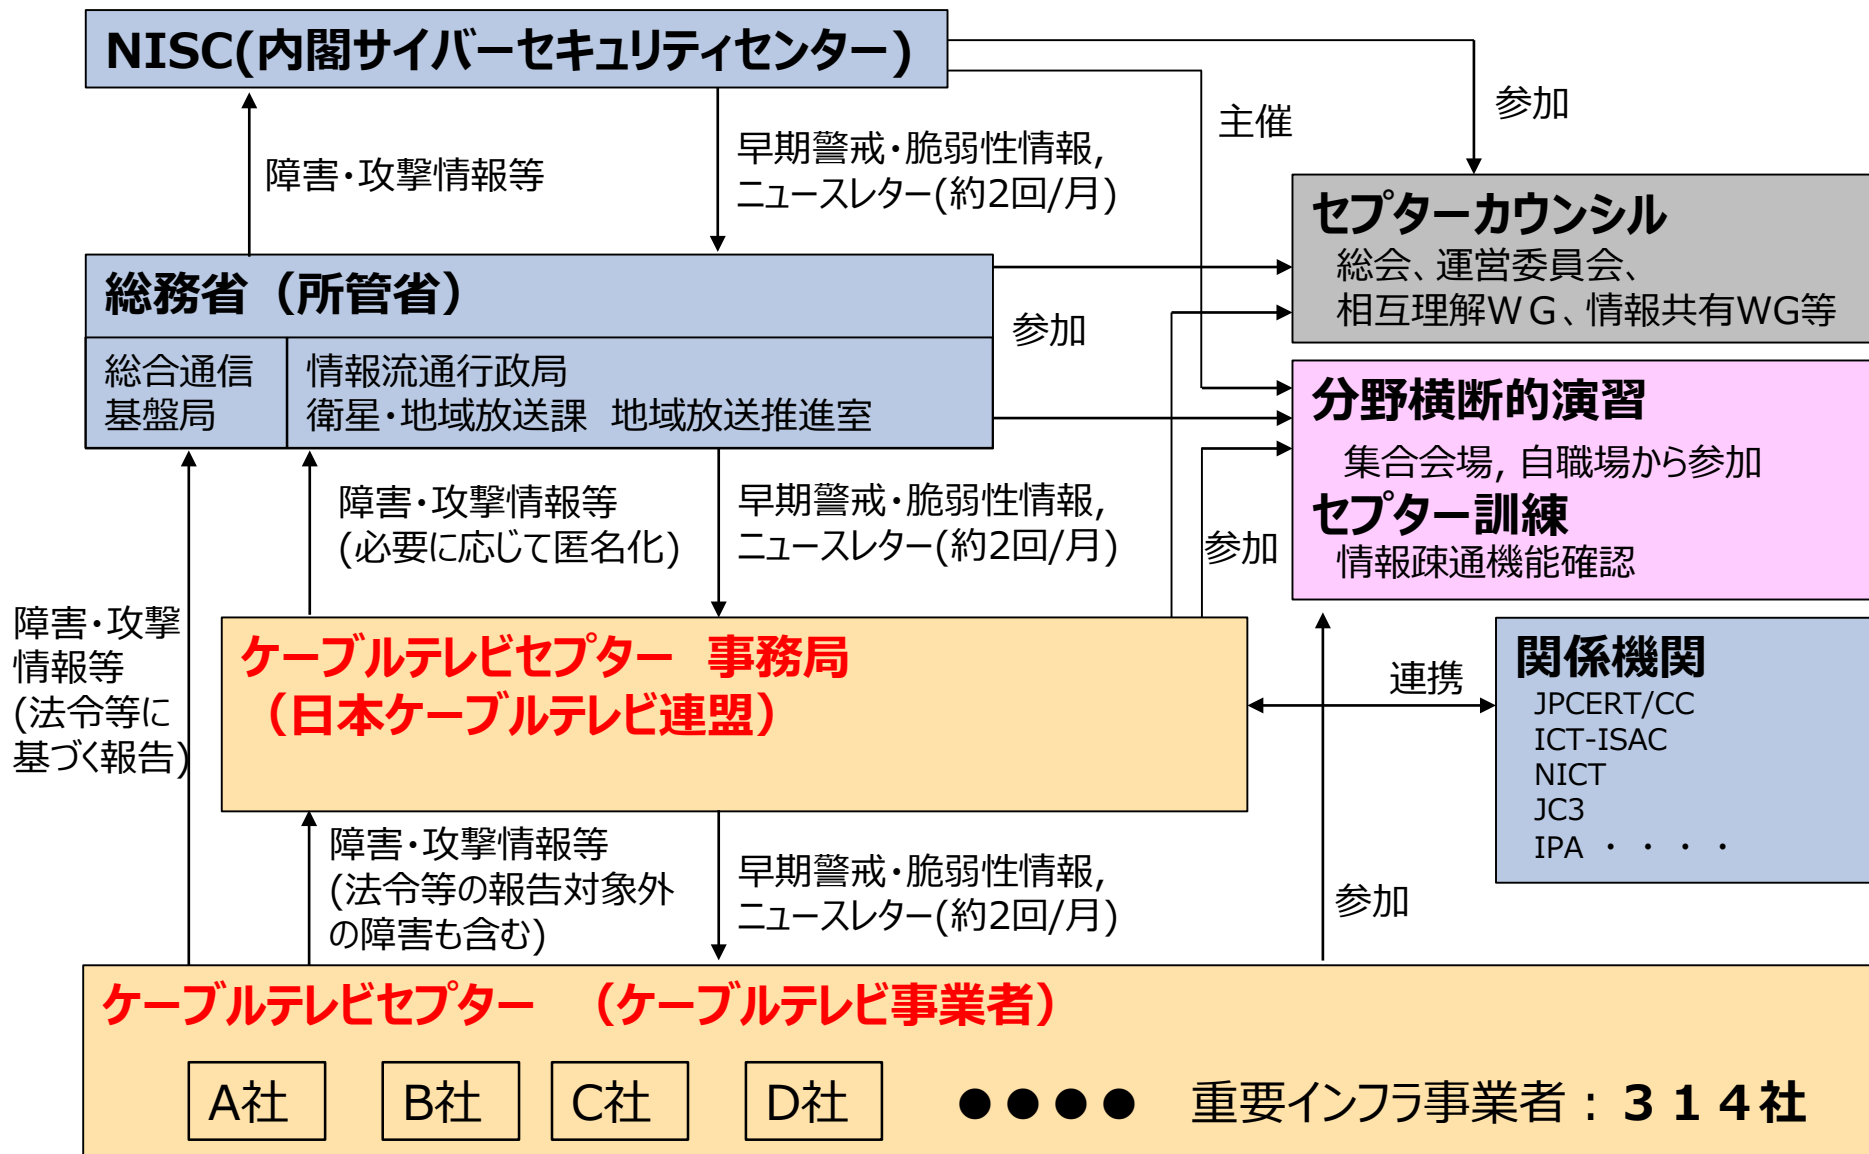 NISC(内閣サイバーセキュリティセンター)
参加
主催
障害・攻撃情報等
早期警戒・脆弱性情報,
ニュースレター(約2回/月)
セプターカウンシル
総会、運営委員会、
相互理解WG、情報共有WG等
総務省（所管省）
総合通信
基盤局
情報流通行政局
衛星・地域放送課 地域放送推進室
参加
分野横断的演習
集合会場, 自職場から参加
セプター訓練
情報疎通機能確認
障害・攻撃情報等
(必要に応じて匿名化)
早期警戒・脆弱性情報,
ニュースレター(約2回/月)
参加
障害・攻撃
情報等
(法令等に
基づく報告)
ケーブルテレビセプター 事務局
（日本ケーブルテレビ連盟）
連携
関係機関
JPCERT/CC
ICT-ISAC
NICT
JC3
IPA ・・・・
障害・攻撃情報等
(法令等の報告対象外
の障害も含む)
早期警戒・脆弱性情報,
ニュースレター(約2回/月)
参加
ケーブルテレビセプター （ケーブルテレビ事業者）
A社
B社
C社
D社
●●●●
重要インフラ事業者：３１４社